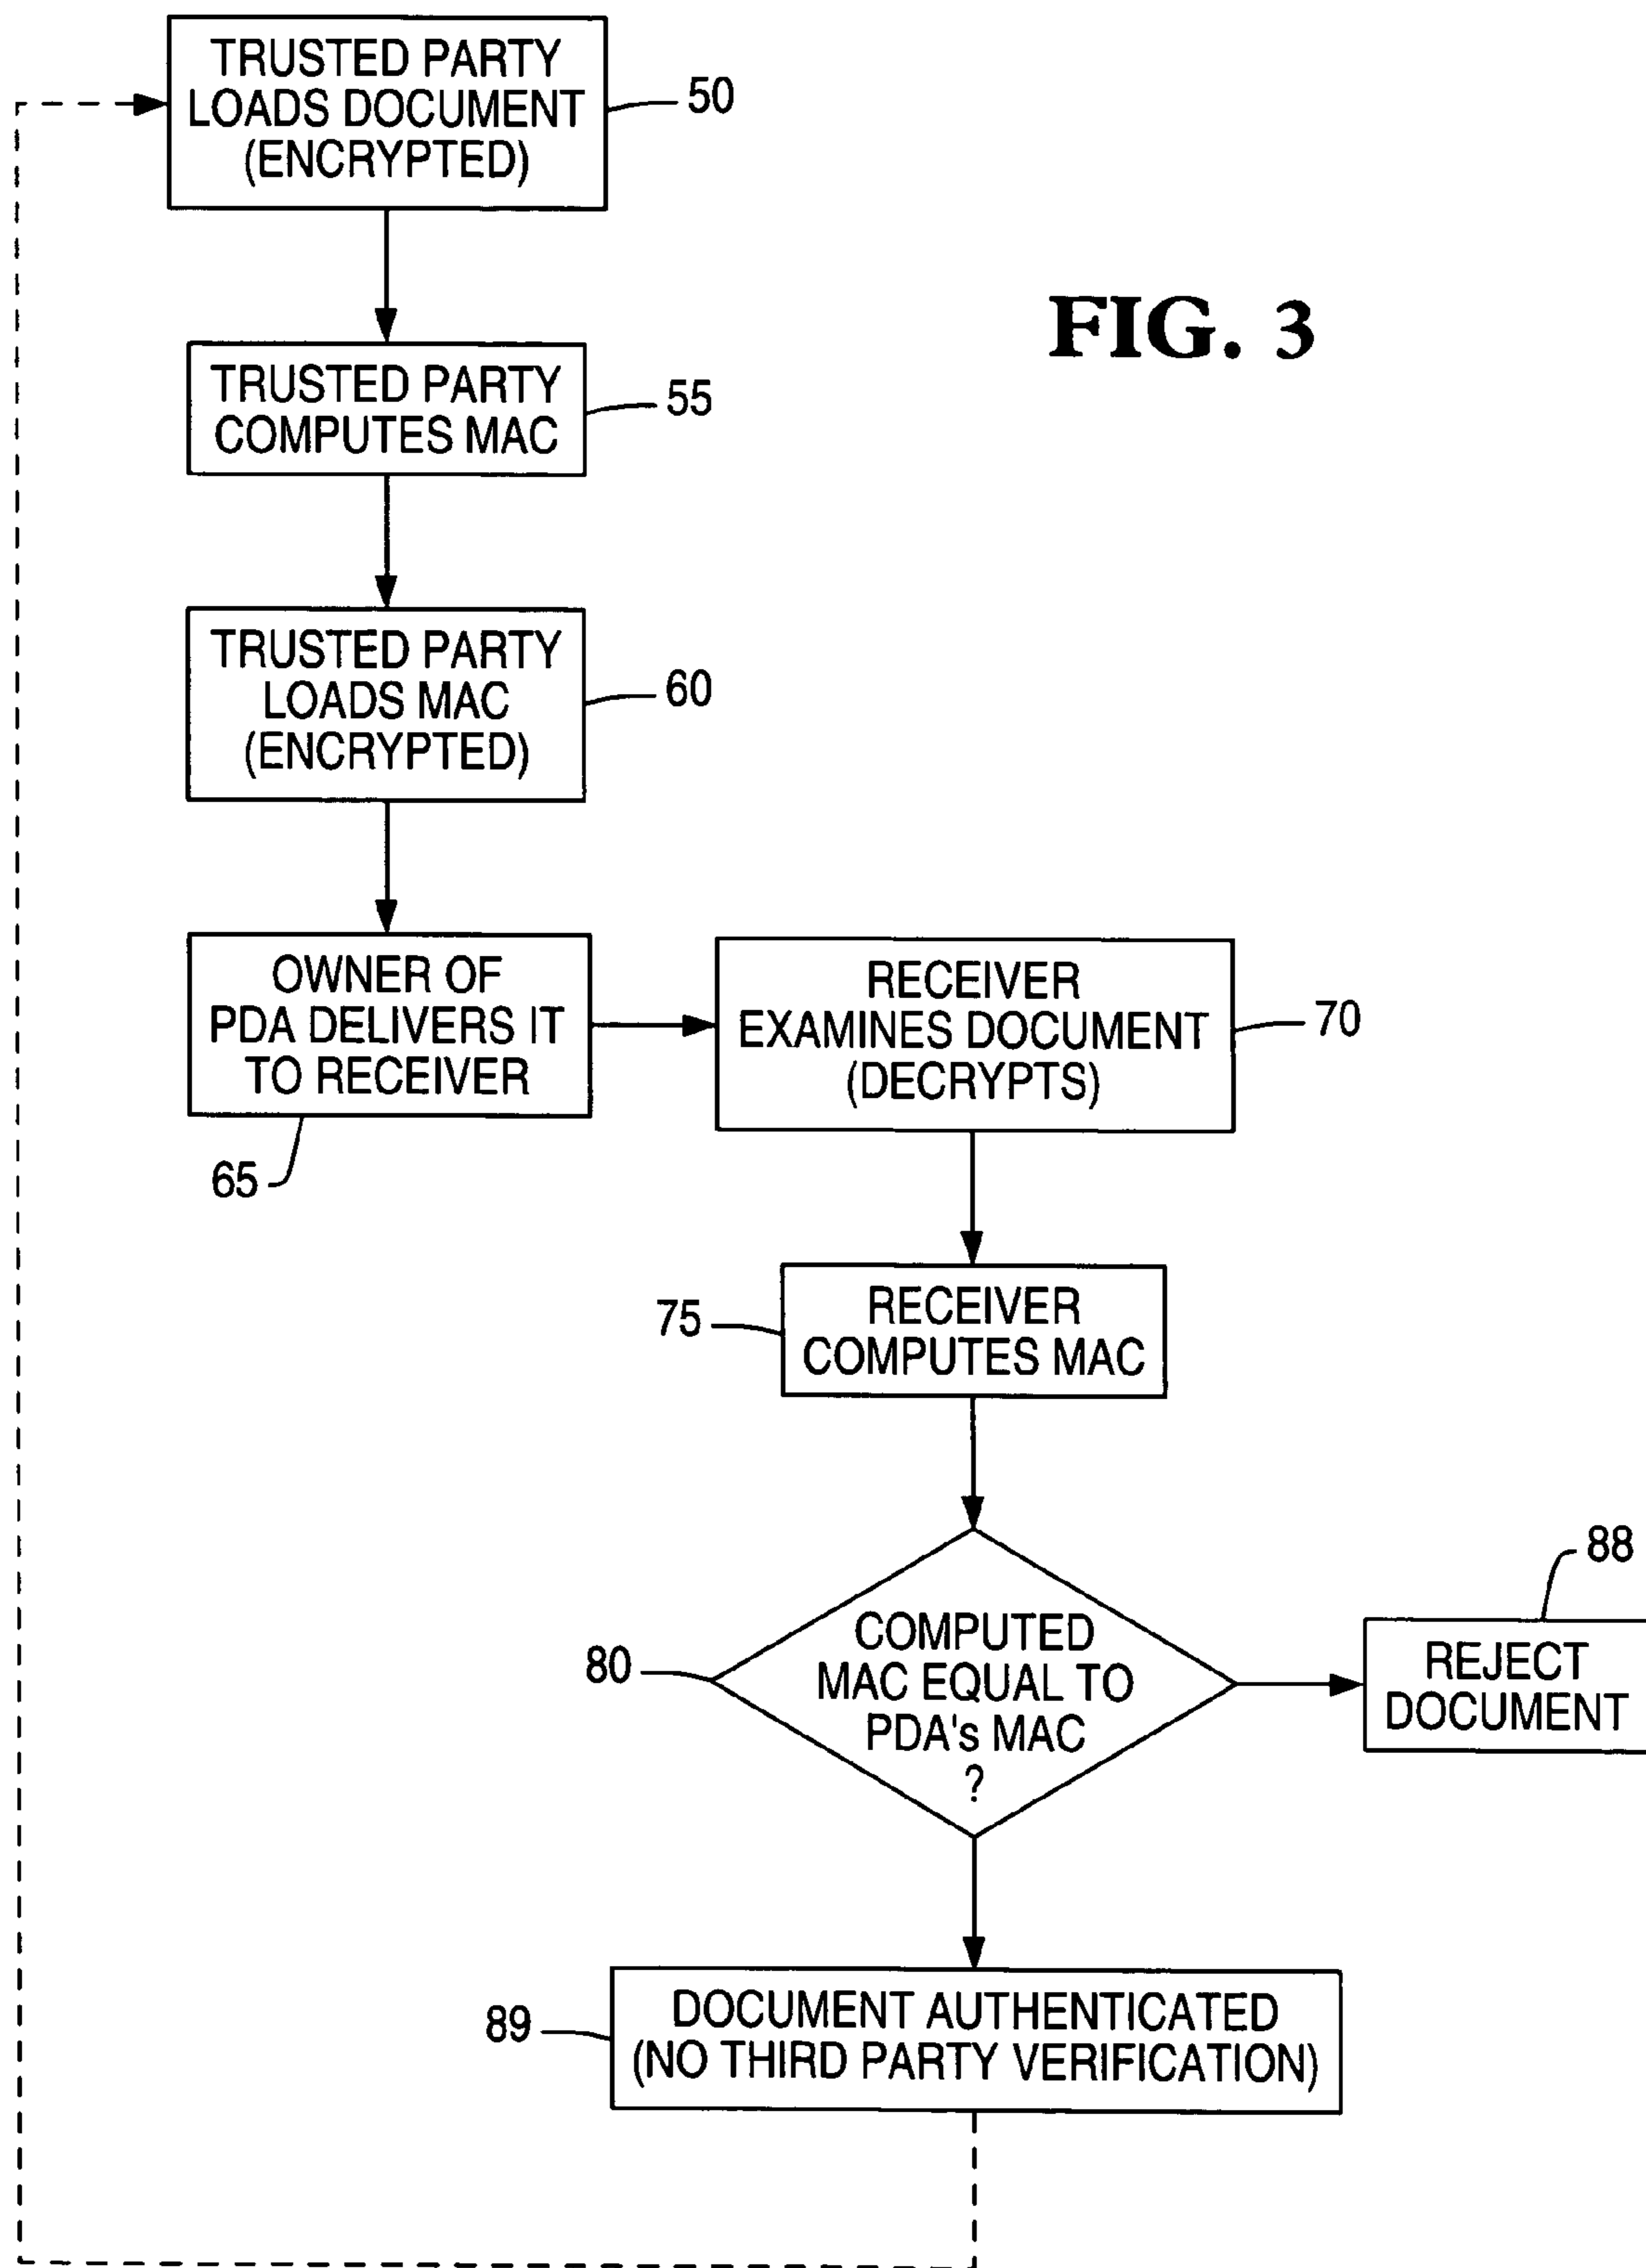 TRUSTED PARTY
LOADS DOCUMENT
(ENCRYPTED)
50
FIG. 3
TRUSTED PARTY
COMPUTES MAC
55
TRUSTED PARTY
LOADS MAC
(ENCRYPTED)
60
OWNER OF
PDA DELIVERS IT
TO RECEIVER
65
RECEIVER
EXAMINES DOCUMENT
(DECRYPTS)
70
RECEIVER
COMPUTES MAC
75
COMPUTED
MAC EQUAL TO
PDA's MAC
?
80
88
REJECT
DOCUMENT
DOCUMENT AUTHENTICATED
(NO THIRD PARTY VERIFICATION)
89